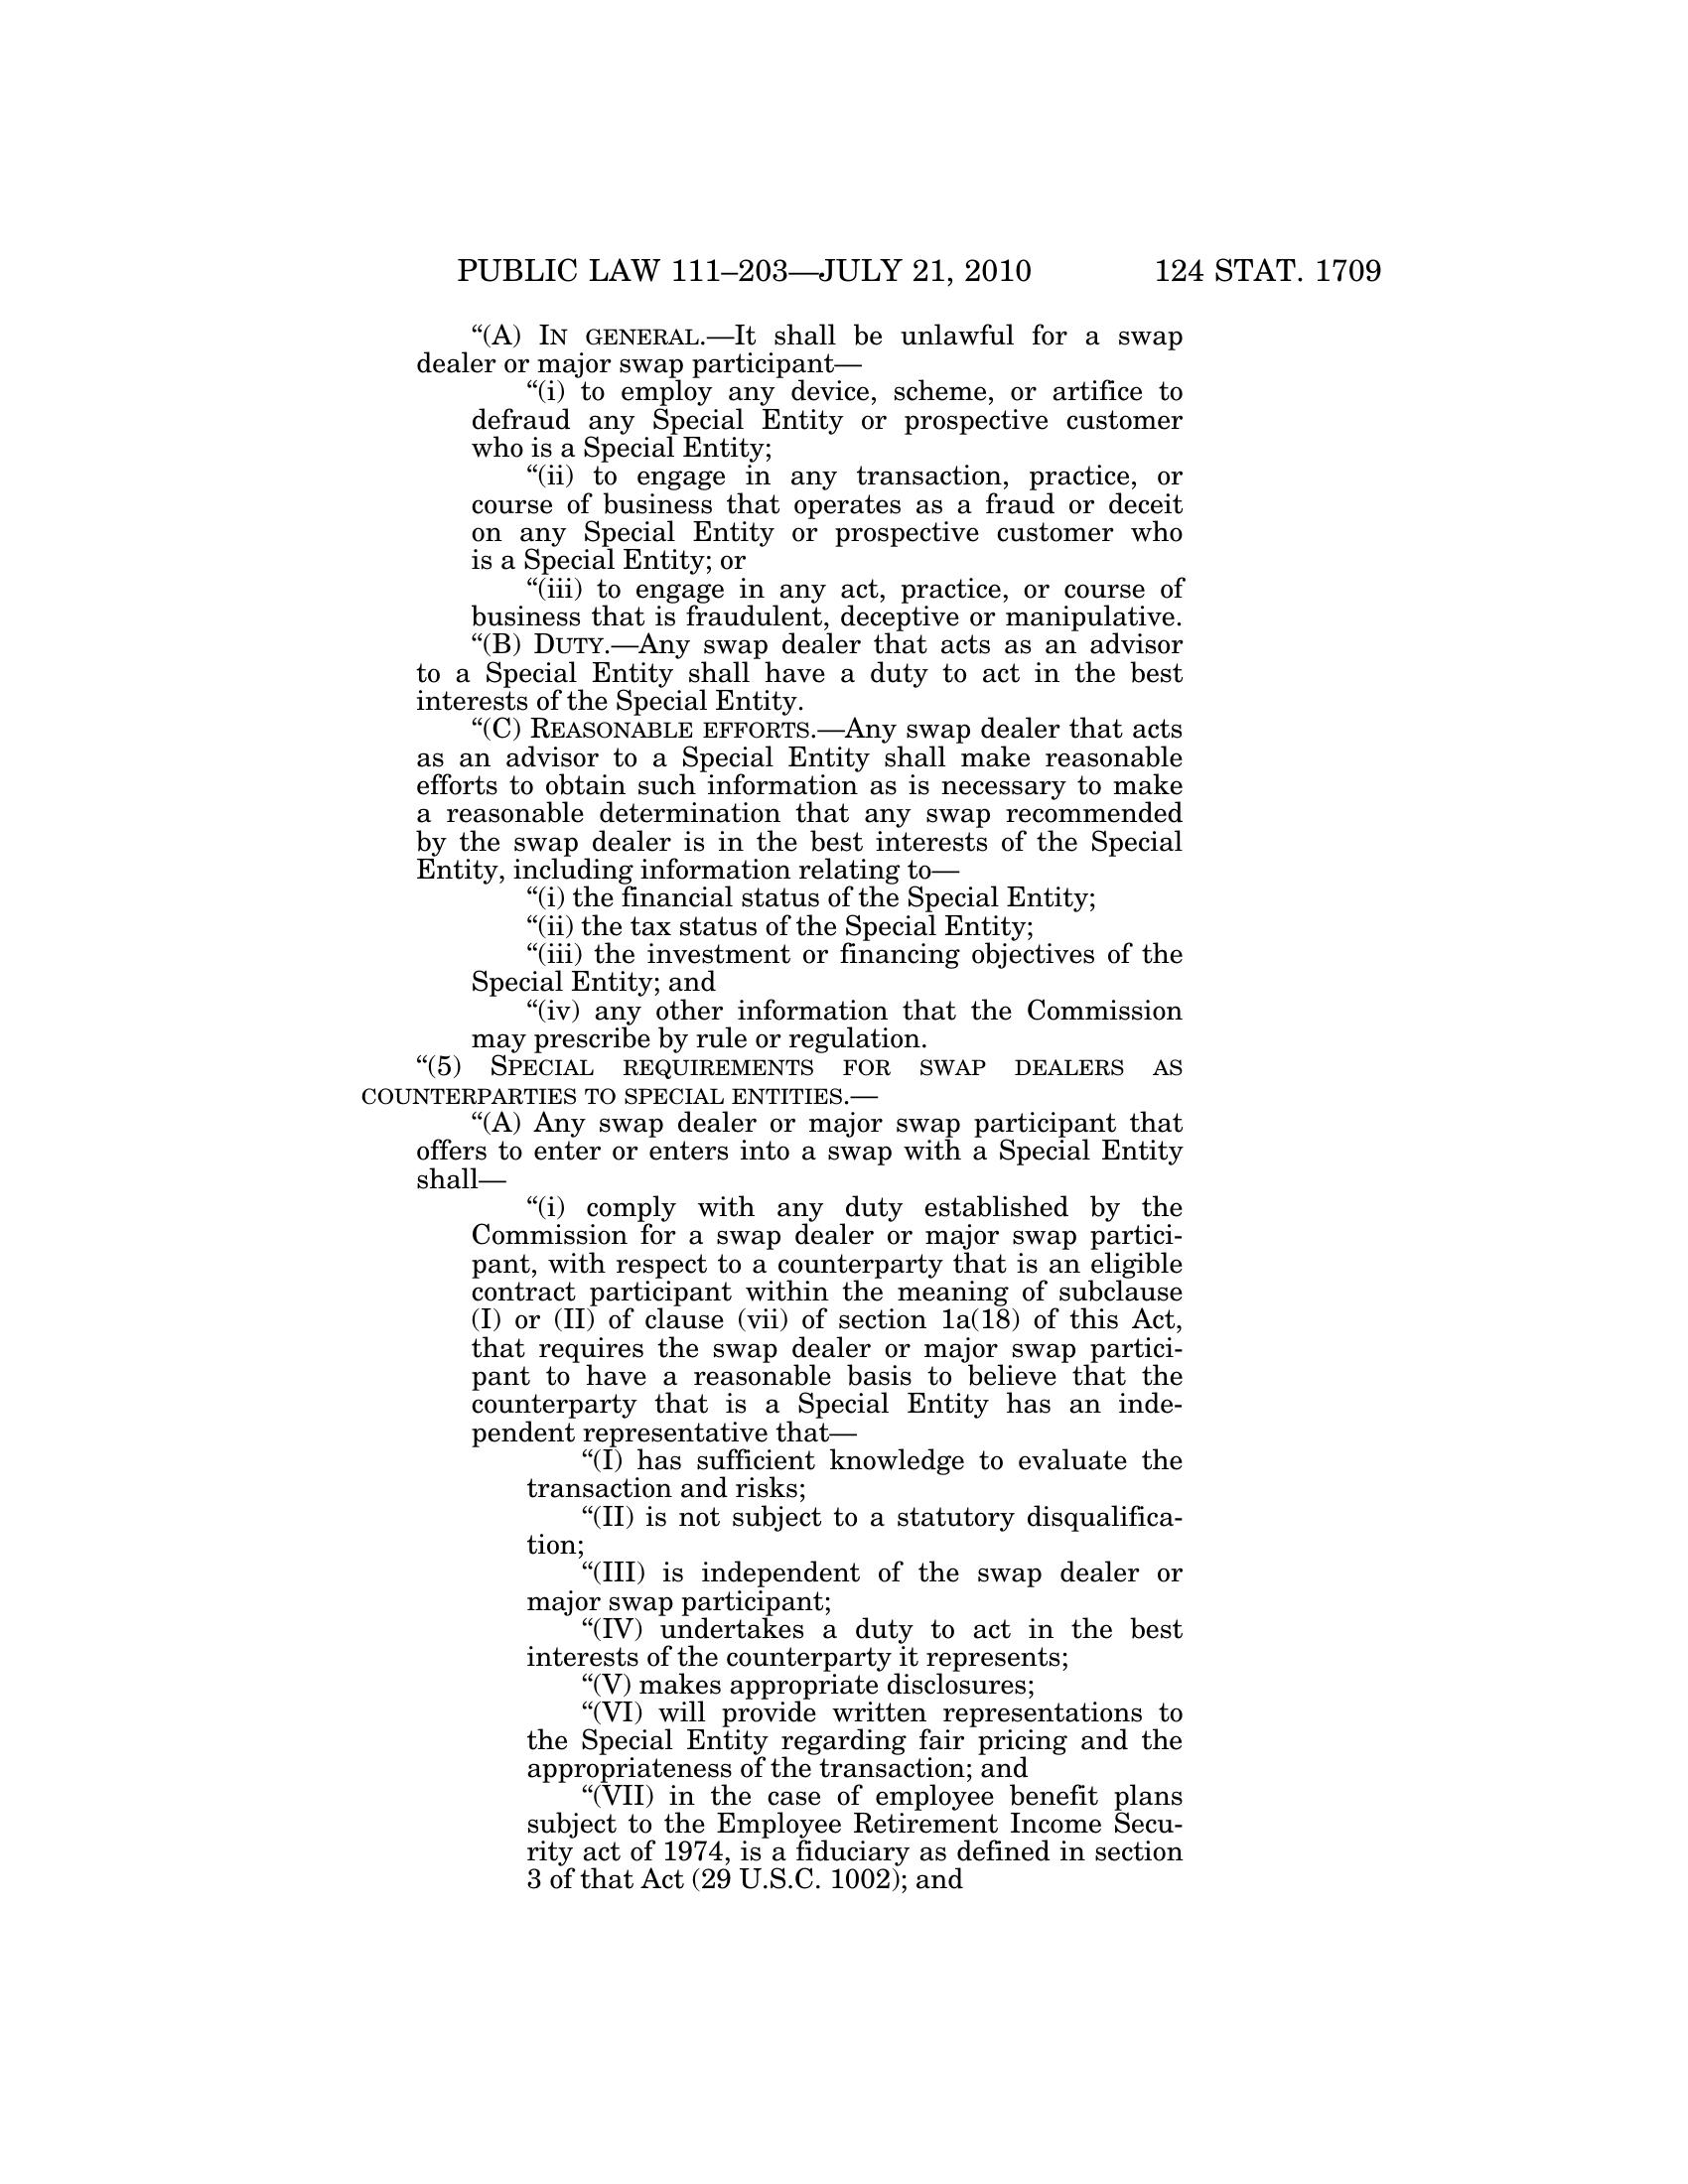 PUBLIC LAW 111–203—JULY 21, 2010 124 STAT. 1709
“(A) IN GENERAL.—It shall be unlawful for a swap
dealer or major swap participant—
“(i) to employ any device, scheme, or artifice to
defraud any Special Entity or prospective customer
who is a Special Entity;
“(ii) to engage in any transaction, practice, or
course of business that operates as a fraud or deceit
on any Special Entity or prospective customer who
is a Special Entity; or
“(iii) to engage in any act, practice, or course of
business that is fraudulent, deceptive or manipulative.
“(B) DUTY.—Any swap dealer that acts as an advisor
to a Special Entity shall have a duty to act in the best
interests of the Special Entity.
“(C) REASONABLE EFFORTS.—Any swap dealer that acts
as an advisor to a Special Entity shall make reasonable
efforts to obtain such information as is necessary to make
a reasonable determination that any swap recommended
by the swap dealer is in the best interests of the Special
Entity, including information relating to—
“(i) the financial status of the Special Entity;
“(ii) the tax status of the Special Entity;
“(iii) the investment or financing objectives of the
Special Entity; and
“(iv) any other information that the Commission
may prescribe by rule or regulation.
“(5) SPECIAL REQUIREMENTS FOR SWAP DEALERS AS
COUNTERPARTIES TO SPECIAL ENTITIES.—
“(A) Any swap dealer or major swap participant that
offers to enter or enters into a swap with a Special Entity
shall—
“(i) comply with any duty established by the
Commission for a swap dealer or major swap partici-
pant, with respect to a counterparty that is an eligible
contract participant within the meaning of subclause
(I) or (II) of clause (vii) of section 1a(18) of this Act,
that requires the swap dealer or major swap partici-
pant to have a reasonable basis to believe that the
counterparty that is a Special Entity has an inde-
pendent representative that—
“(I) has sufficient knowledge to evaluate the
transaction and risks;
“(II) is not subject to a statutory disqualifica-
tion;
“(III) is independent of the swap dealer or
major swap participant;
“(IV) undertakes a duty to act in the best
interests of the counterparty it represents;
“(V) makes appropriate disclosures;
“(VI) will provide written representations to
the Special Entity regarding fair pricing and the
appropriateness of the transaction; and
“(VII) in the case of employee benefit plans
subject to the Employee Retirement Income Secu-
rity act of 1974, is a fiduciary as defined in section
3 of that Act (29 U.S.C. 1002); and